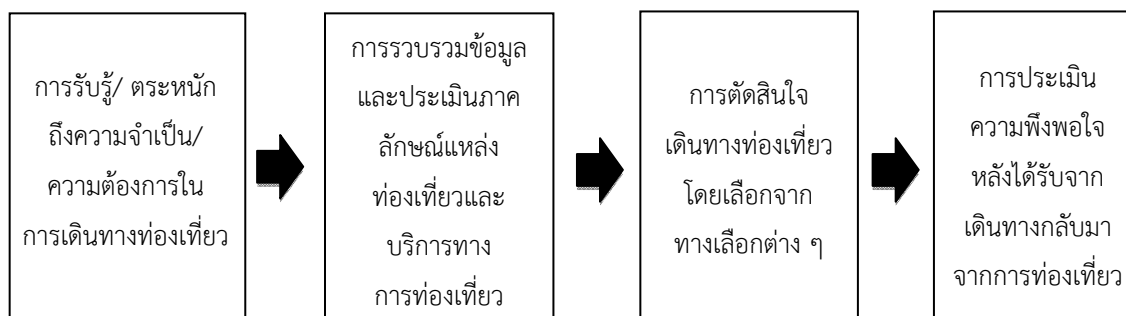 การรับรู้/ ตระหนัก
ถึงความจำเป็น/
ความต้องการใน
การเดินทางท่องเที่ยว
การรวบรวมข้อมูล
และประเมินภาค
ลักษณ์แหล่ง
ท่องเที่ยวและ
บริการทาง
การท่องเที่ยว
การตัดสินใจ
เดินทางท่องเที่ยว
โดยเลือกจาก
ทางเลือกต่าง ๆ
การประเมิน
ความพึงพอใจ
หลังได้รับจาก
เดินทางกลับมา
จากการท่องเที่ยว